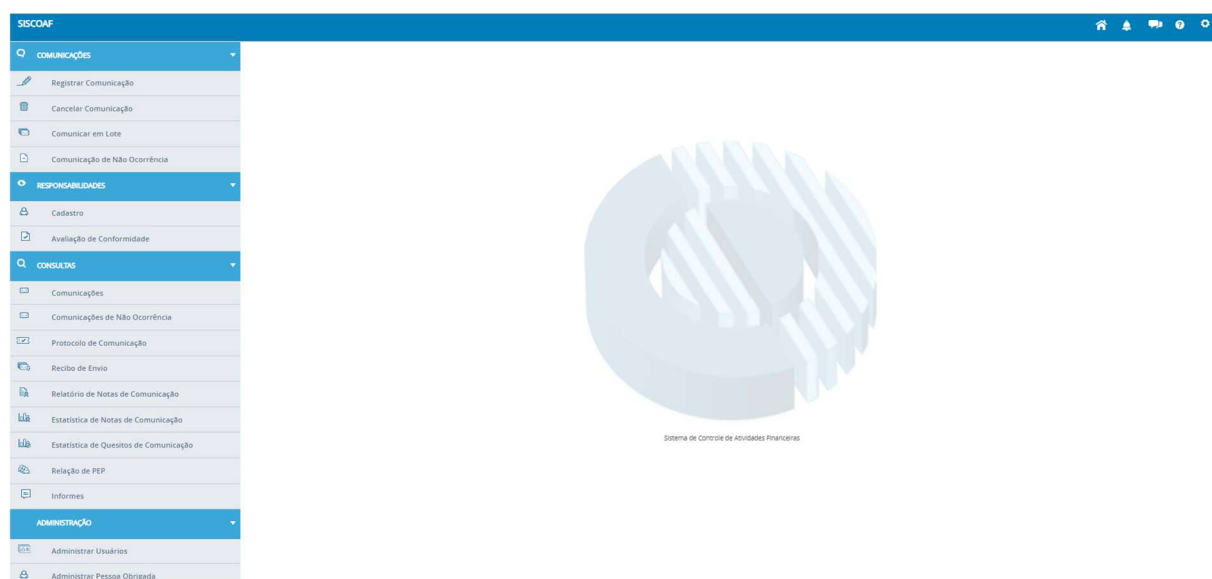 SISCOAF
COMUNICAÇÕES
Registrar Comunicação
Cancelar Comunicação
Comunicar em Lote
Comunicação de Não Ocorrência
RESPONSABILIDADES
Cadastro
Avaliação de Conformidade
CONSULTAS
Comunicações
Comunicações de Não Ocorrência
Protocolo de Comunicação
Recibo de Envio
Relatório de Notas de Comunicação
Estatística de Notas de Comunicação
Estatística de Quesitos de Comunicação
Relação de PEP
Informes
ADMINISTRAÇÃO
Administrar Usuários
Administrar Pessoa Obrigada
Sistema de Controle de Atividades Financeiras